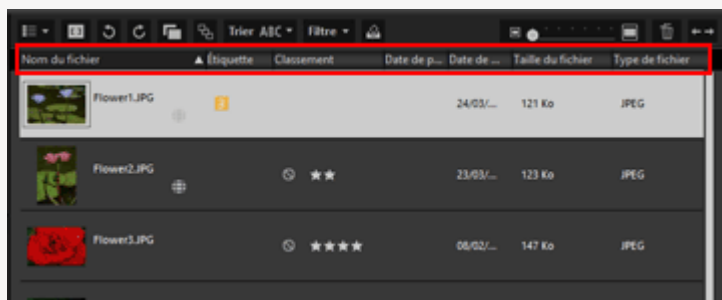 Trier ABC Filtre
Nom du fichier Étiquette Classement Date de p... Date de ... Taille du fichier Type de fichier
Flower1.JPG 24/03/... 121 Ko JPEG
Flower2.JPG 23/03/... 123 Ko JPEG
Flower3.JPG 08/02/... 147 Ko JPEG